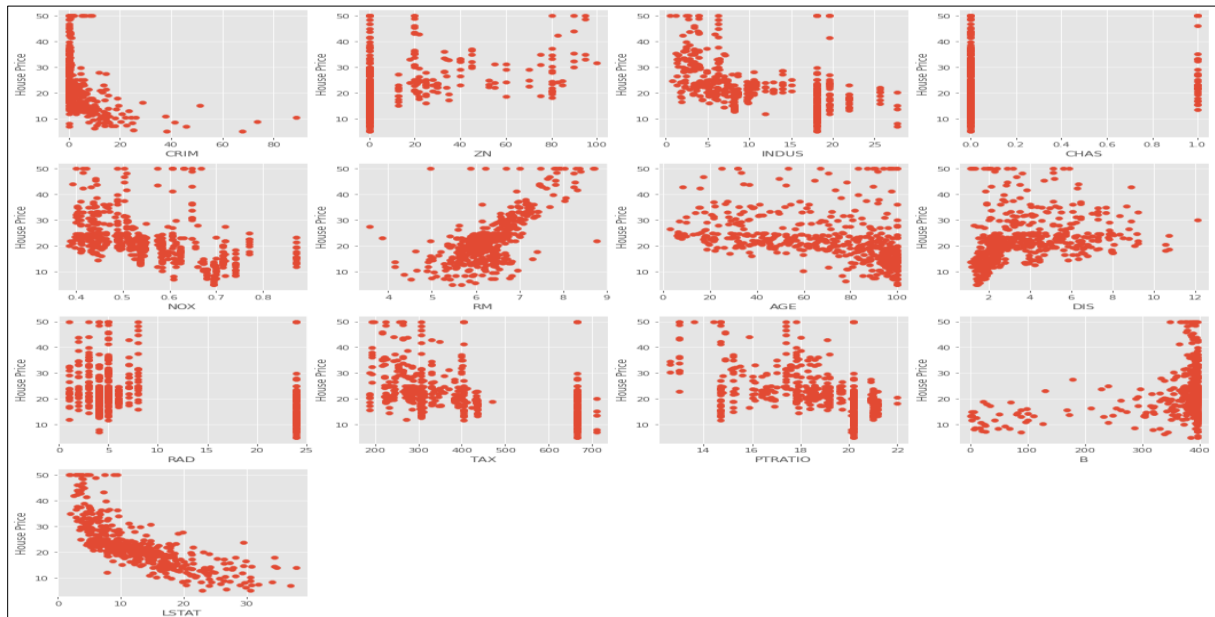 House Price
50
40
30
20
10
0 20 40 60 80
CRIM
House Price
50
40
30
20
10
0 20 40 60 80 100
ZN
House Price
50
40
30
20
10
0 5 10 15 20 25
INDUS
House Price
50
40
30
20
10
0.0 0.2 0.4 0.6 0.8 1.0
CHAS
House Price
50
40
30
20
10
0.4 0.5 0.6 0.7 0.8
NOX
House Price
50
40
30
20
10
4 5 6 7 8 9
RM
House Price
50
40
30
20
10
0 20 40 60 80 100
AGE
House Price
50
40
30
20
10
2 4 6 8 10 12
DIS
House Price
50
40
30
20
10
0 5 10 15 20 25
RAD
House Price
50
40
30
20
10
200 300 400 500 600 700
TAX
House Price
50
40
30
20
10
14 16 18 20 22
PTRATIO
House Price
50
40
30
20
10
0 100 200 300 400
B
House Price
50
40
30
20
10
0 10 20 30
LSTAT